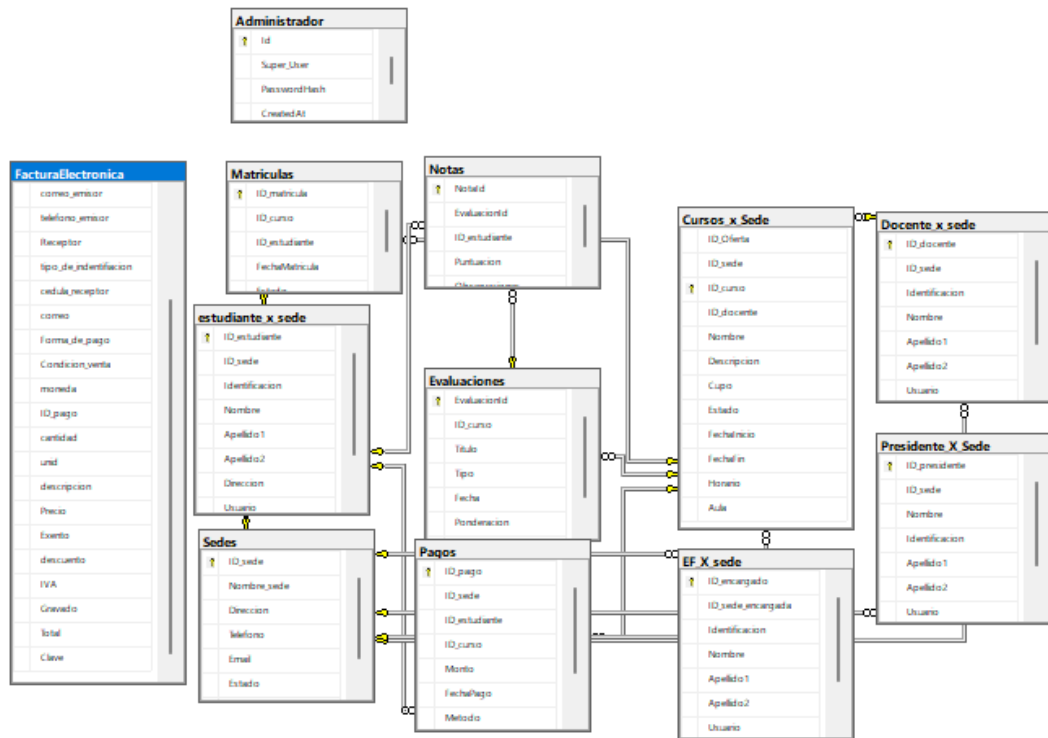 Administrador
Id
Super_User
PasswordHash
CreatedAt
FacturaElectronica
correo_emisor
telefono_emisor
Receptor
tipo_de_indentifiacion
cedula_receptor
correo
Forma_de_pago
Condicion_venta
moneda
ID_pago
cantidad
unid
descripcion
Precio
Exento
descuento
IVA
Gravado
Total
Clave
Matriculas
ID_matricula
ID_curso
ID_estudiante
FechaMatricula
Estado
Notas
NotaId
EvaluacionId
ID_estudiante
Puntuacion
Observaciones
estudiante_x_sede
ID_estudiante
ID_sede
Identificacion
Nombre
Apellido1
Apellido2
Direccion
Usuario
Evaluaciones
EvaluacionId
ID_curso
Titulo
Tipo
Fecha
Ponderacion
Sedes
ID_sede
Nombre_sede
Direccion
Telefono
Email
Estado
Pagos
ID_pago
ID_sede
ID_estudiante
ID_curso
Monto
FechaPago
Metodo
Cursos_x_Sede
ID_Oferta
ID_sede
ID_curso
ID_docente
Nombre
Descripcion
Cupo
Estado
FechaInicio
FechaFin
Horario
Aula
Docente_x_sede
ID_docente
ID_sede
Identificacion
Nombre
Apellido1
Apellido2
Usuario
Presidente_X_Sede
ID_presidente
ID_sede
Nombre
Identificacion
Apellido1
Apellido2
Usuario
EF_X_sede
ID_encargado
ID_sede_encargada
Identificacion
Nombre
Apellido1
Apellido2
Usuario